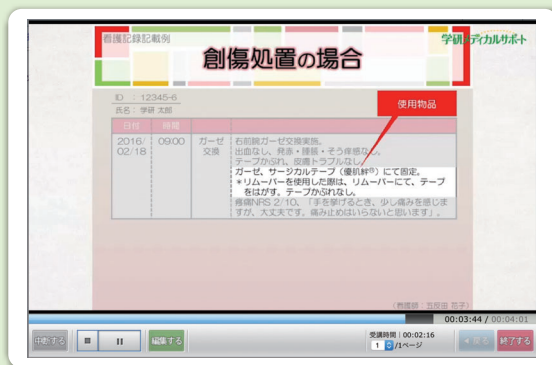 看護記録記載例
学研メディカルサポート
創傷処置の場合
ID : 12345-6
氏名: 学研 太郎
使用物品
日付 時間
2016/02/18 09:00 ガーゼ交換
右前腕ガーゼ交換実施。
出血なし、発赤・腫脹・そう痒感なし。
テープかぶれ、皮膚トラブルなし。
ガーゼ、サージカルテープ(優肌絆®)にて固定。
*リムーバーを使用した際は、リムーバーにて、テープ
をはがす。テープかぶれなし。
疼痛NRS 2/10、「手を挙げるとき、少し痛みを感じま
すが、大丈夫です。痛み止めはいらないと思います」。
(看護師:五反田 花子)
00:03:44 / 00:04:01
中断する
編集する
受講時間 | 00:02:16
1 /1ページ
戻る
終了する